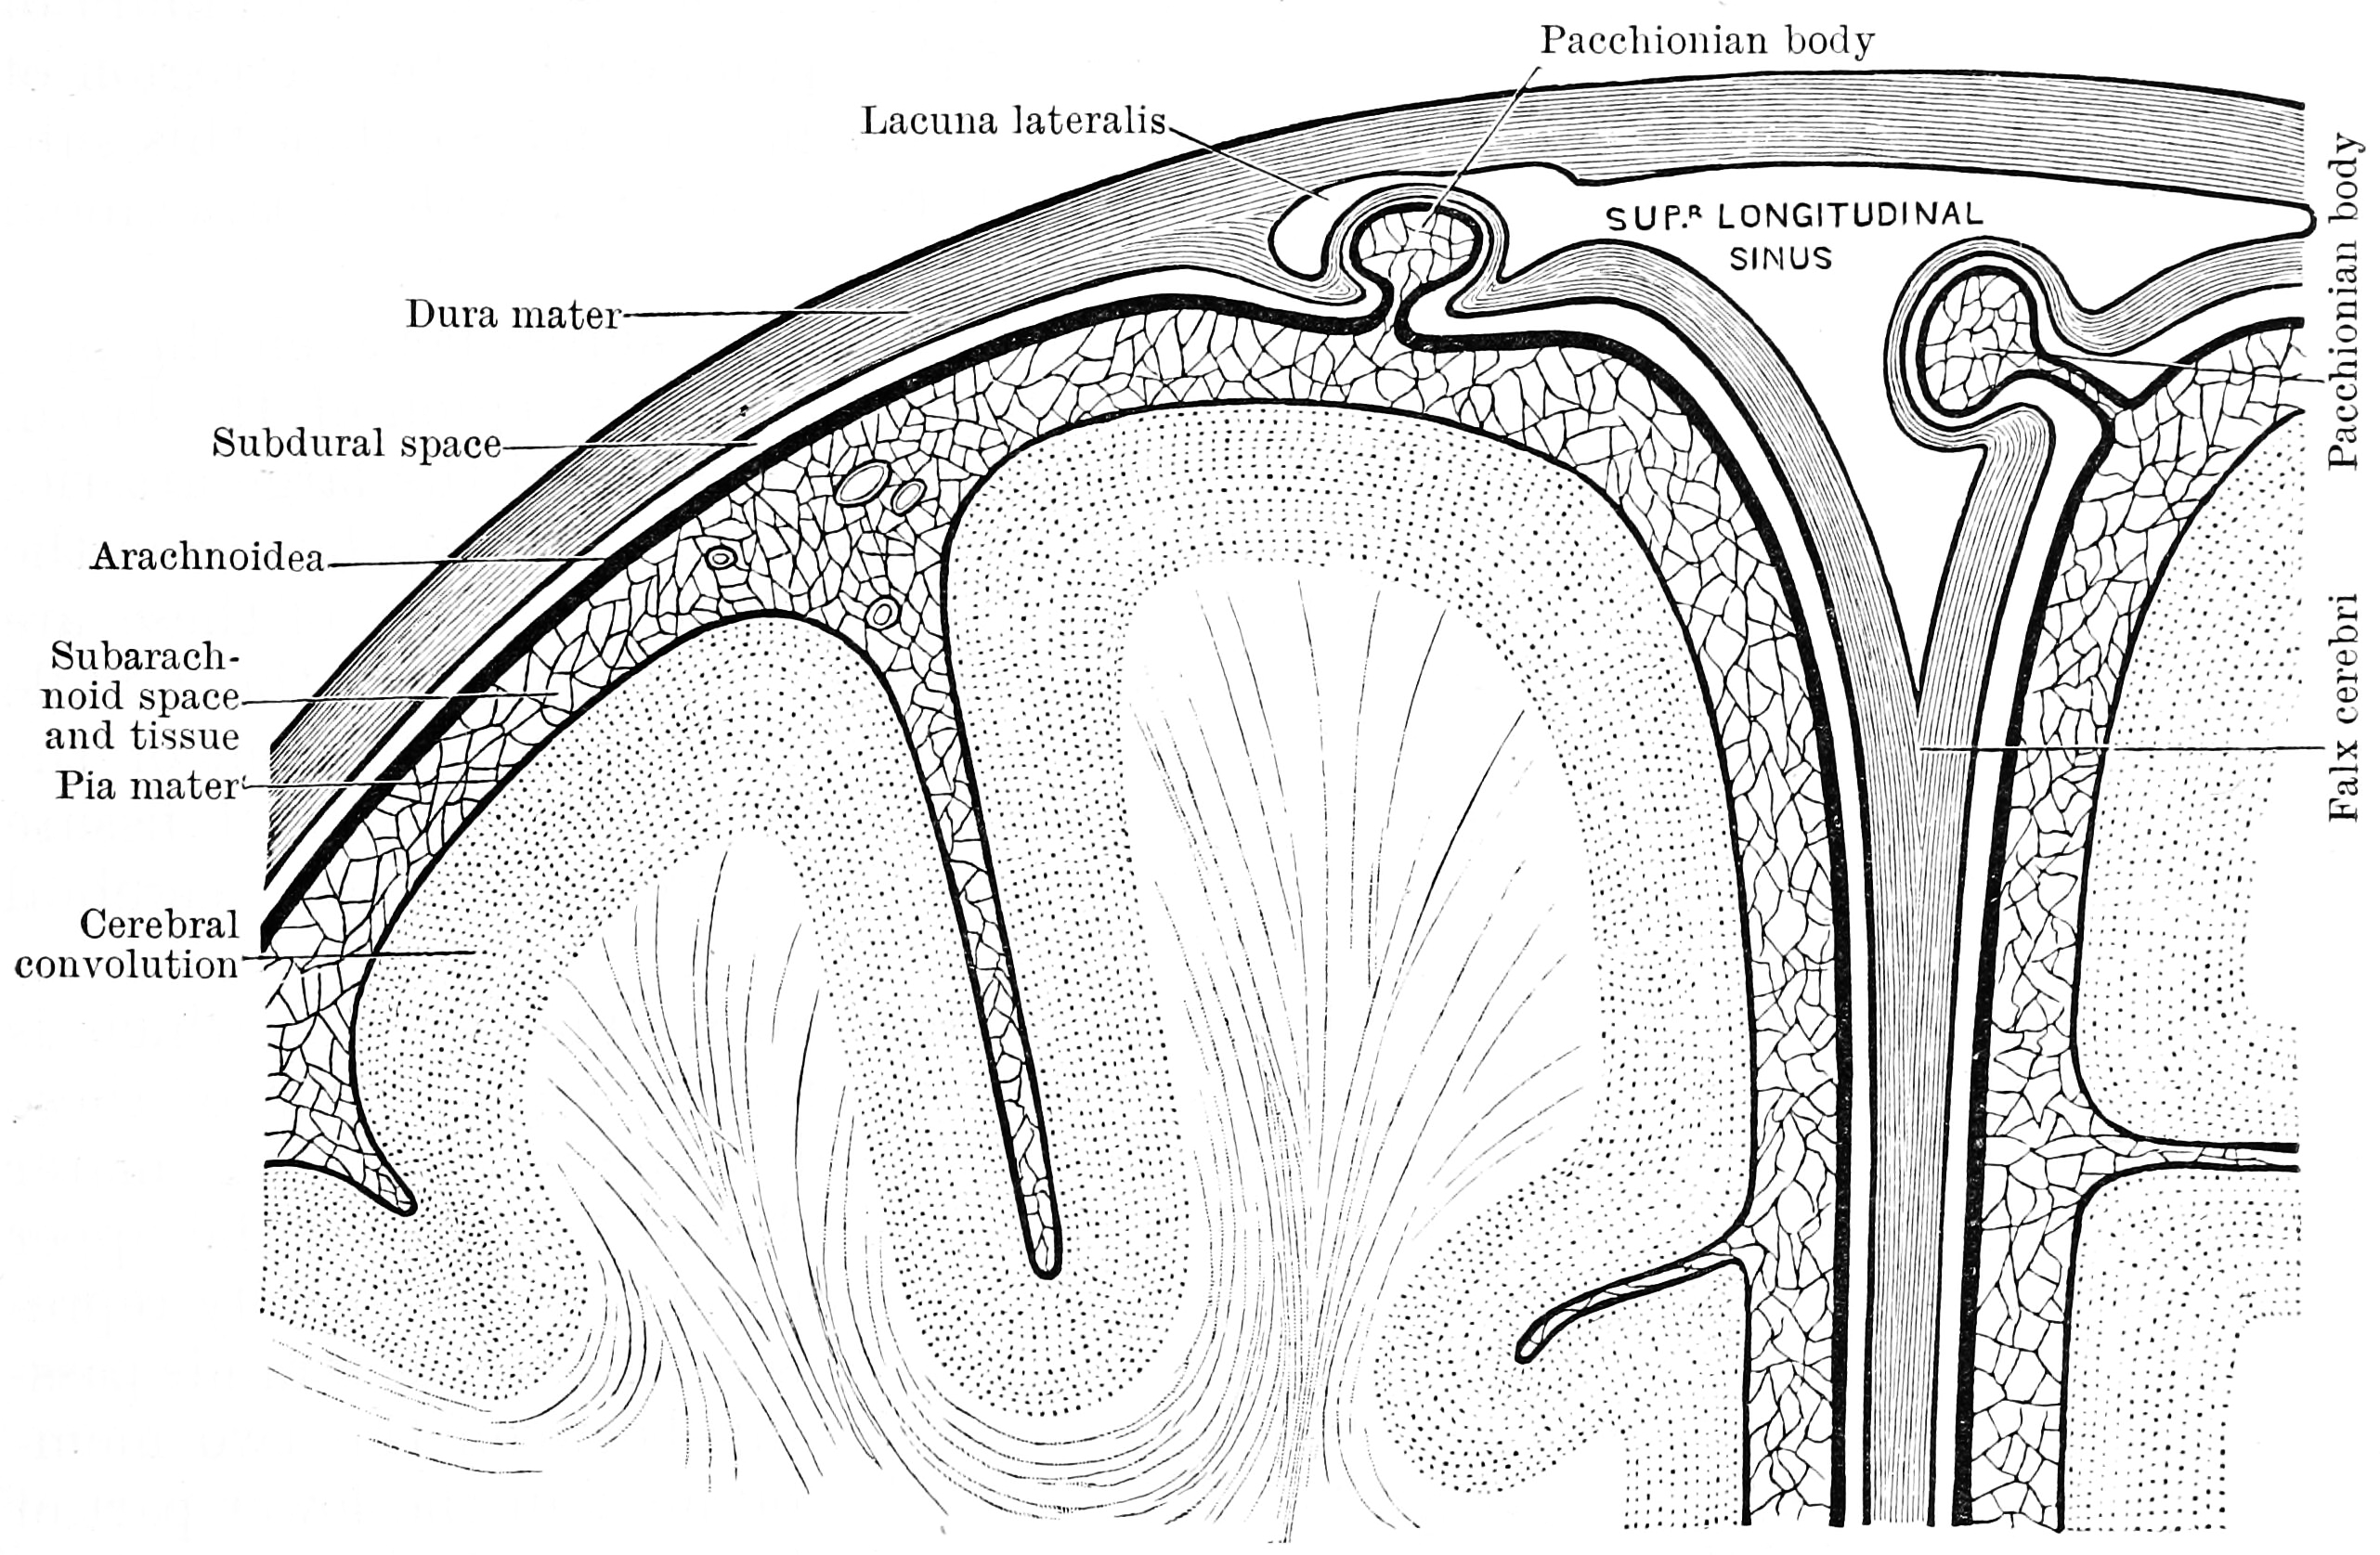 Pacchionian body
Lacuna lateralis
SUP.R LONGITUDINAL
SINUS
Pacchionian body
Dura mater
Subdural space
Arachnoidea
Subarach-
noid space
and tissue
Pia mater
Falx cerebri
Cerebral
convolution